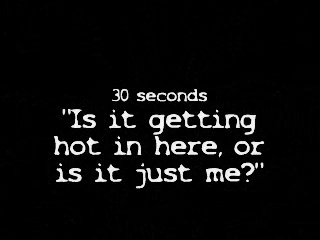 30 seconds
"Is it getting
hot in here, or
is it just me?"